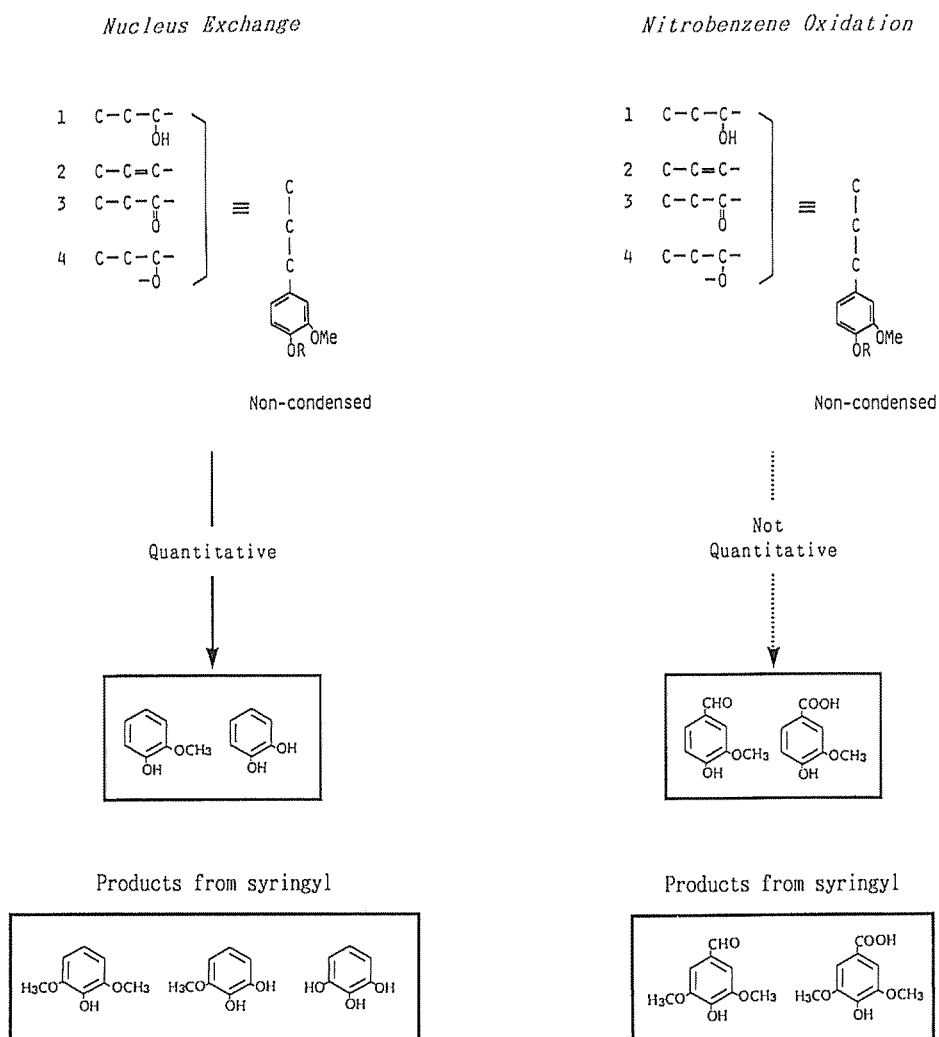 Nucleus Exchange
1 C-C-C-
OH
2 C-C=C-
3 C-C-C-
O
4 C-C-C-
-O
≡
C
C
C
OMe
OR
Non-condensed
Quantitative
OCH3
OH
OH
OH
Products from syringyl
H3CO OCH3
OH
H3CO OH
OH
HO OH
OH
Nitrobenzene Oxidation
1 C-C-C-
OH
2 C-C=C-
3 C-C-C-
O
4 C-C-C-
-O
≡
C
C
C
OMe
OR
Non-condensed
Not
Quantitative
CHO
OCH3
OH
COOH
OCH3
OH
Products from syringyl
CHO
H3CO OCH3
OH
COOH
H3CO OCH3
OH